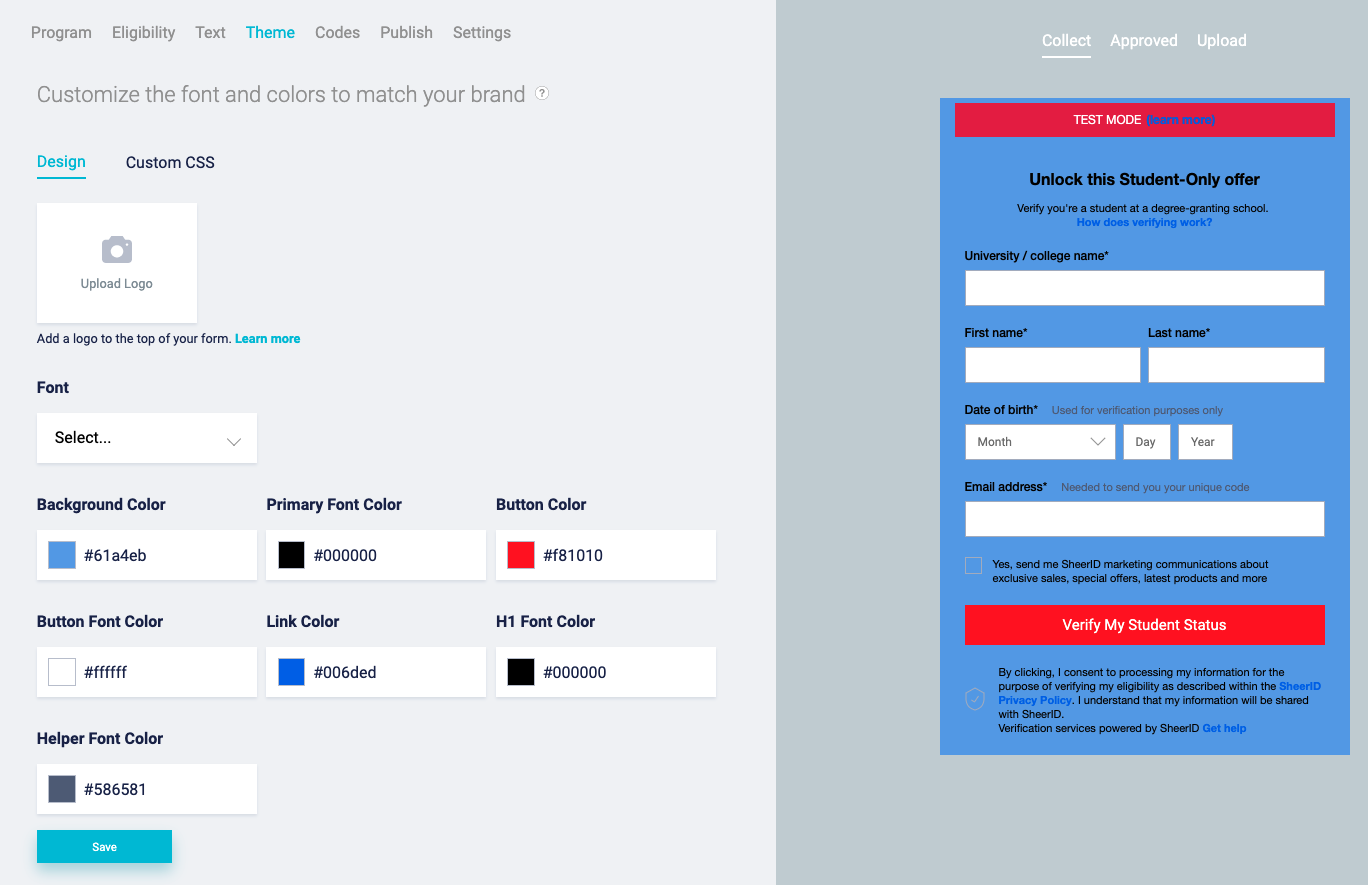 Program Eligibility Text Theme Codes Publish Settings
Customize the font and colors to match your brand ?
Design Custom CSS
Upload Logo
Add a logo to the top of your form. Learn more
Font
Select...
Background Color Primary Font Color Button Color
#61a4eb #000000 #f81010
Button Font Color Link Color H1 Font Color
#ffffff #006ded #000000
Helper Font Color
#586581
Save
Collect Approved Upload
TEST MODE (learn more)
Unlock this Student-Only offer
Verify you're a student at a degree-granting school.
How does verifying work?
University / college name*
First name* Last name*
Date of birth* Used for verification purposes only
Month Day Year
Email address* Needed to send you your unique code
Yes, send me SheerID marketing communications about
exclusive sales, special offers, latest products and more
Verify My Student Status
By clicking, I consent to processing my information for the
purpose of verifying my eligibility as described within the SheerID
Privacy Policy. I understand that my information will be shared
with SheerID.
Verification services powered by SheerID Get help